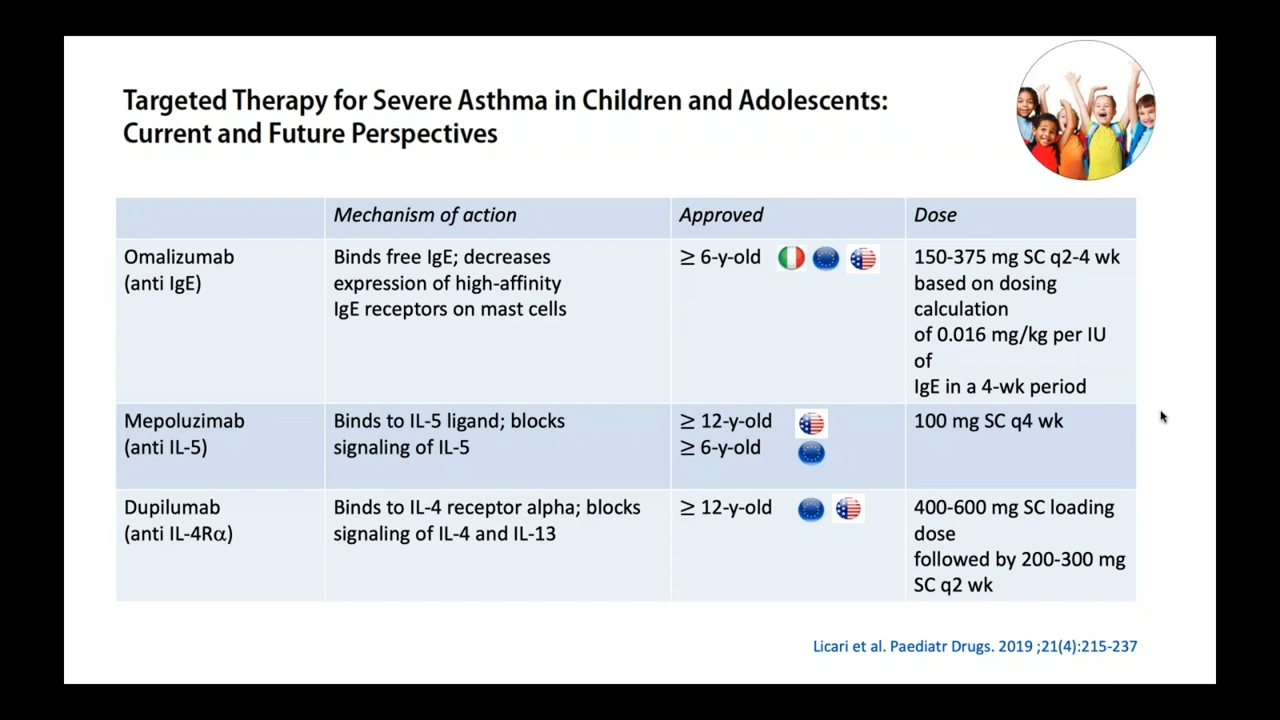 Targeted Therapy for Severe Asthma in Children and Adolescents:
Current and Future Perspectives
Mechanism of action
Approved
Dose
Omalizumab
(anti IgE)
Binds free IgE; decreases
expression of high-affinity
IgE receptors on mast cells
≥ 6-y-old
150-375 mg SC q2-4 wk
based on dosing
calculation
of 0.016 mg/kg per IU
of
IgE in a 4-wk period
Mepoluzimab
(anti IL-5)
Binds to IL-5 ligand; blocks
signaling of IL-5
≥ 12-y-old
≥ 6-y-old
100 mg SC q4 wk
Dupilumab
(anti IL-4Rα)
Binds to IL-4 receptor alpha; blocks
signaling of IL-4 and IL-13
≥ 12-y-old
400-600 mg SC loading
dose
followed by 200-300 mg
SC q2 wk
Licari et al. Paediatr Drugs. 2019 ;21(4):215-237